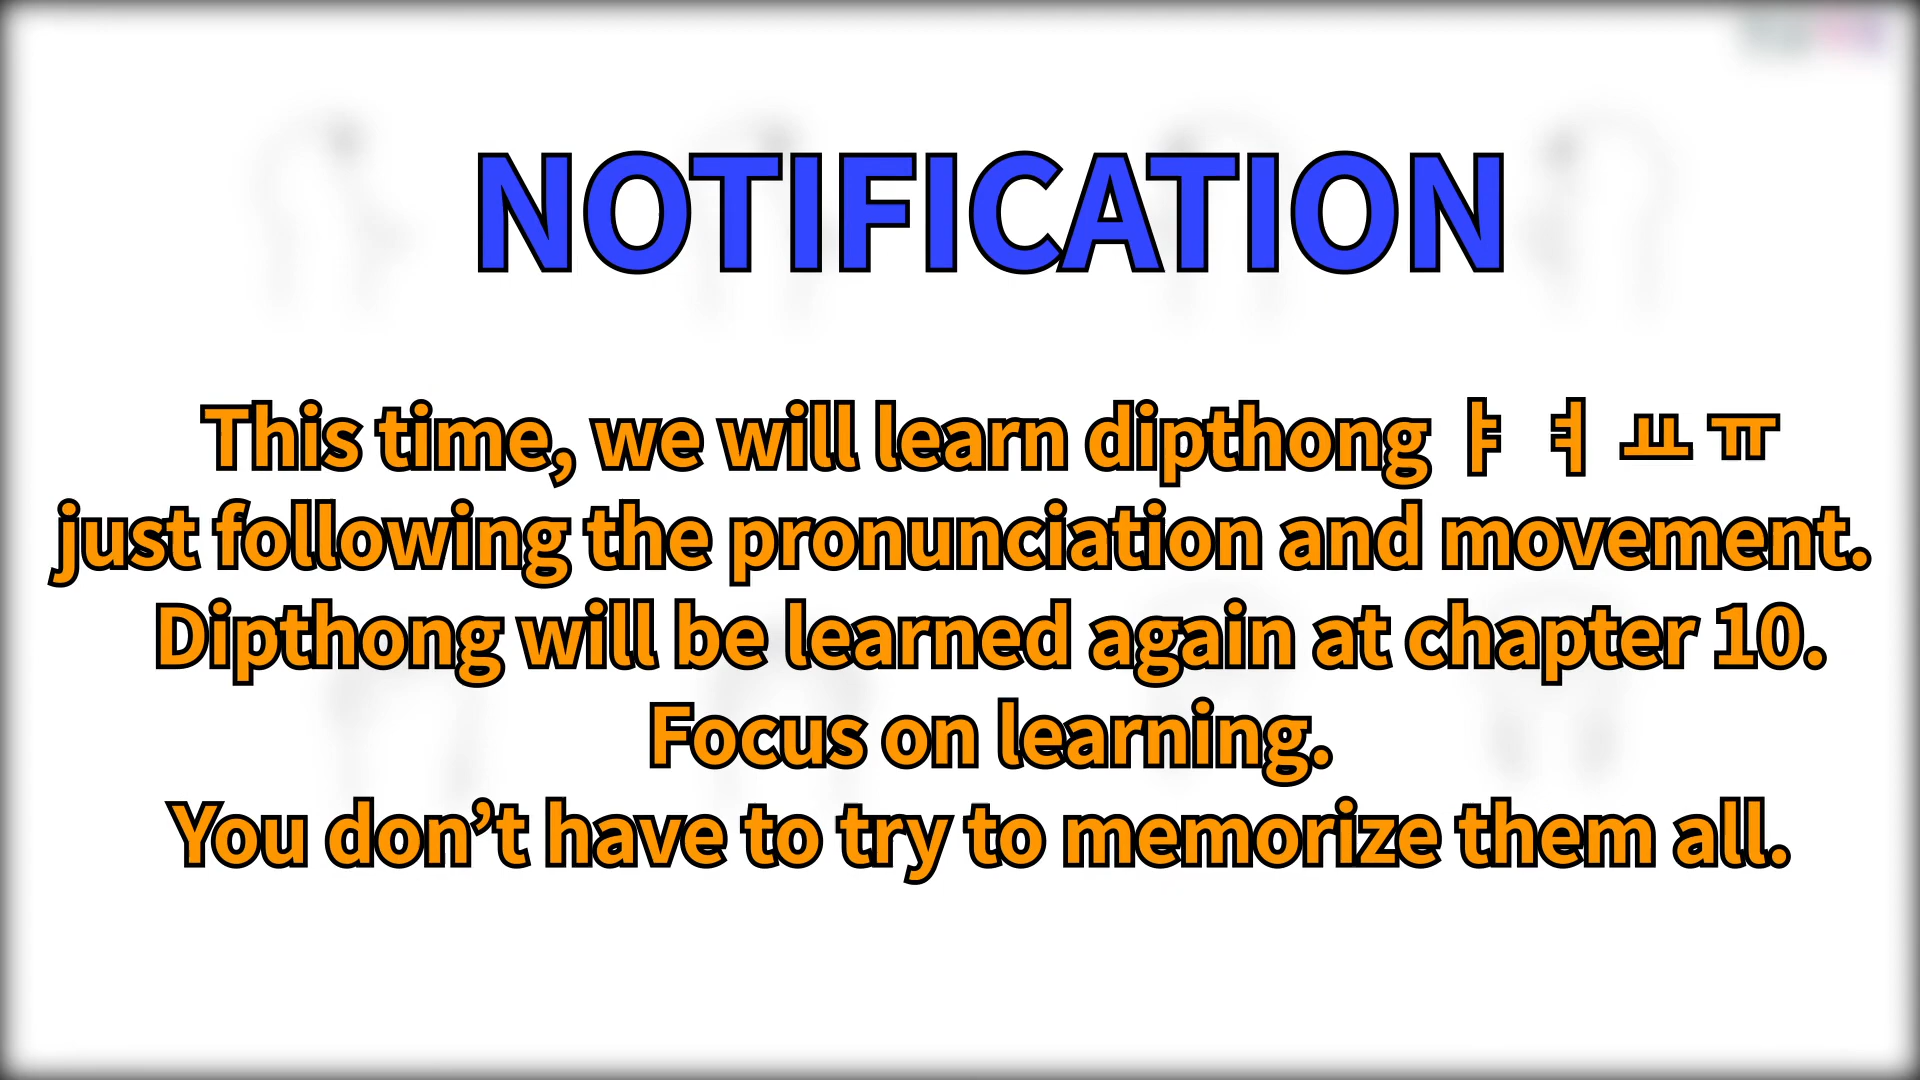 NOTIFICATION
This time, we will learn dipthong ㅑ ㅕ ㅛ ㅠ
just following the pronunciation and movement.
Dipthong will be learned again at chapter 10.
Focus on learning.
You don’t have to try to memorize them all.